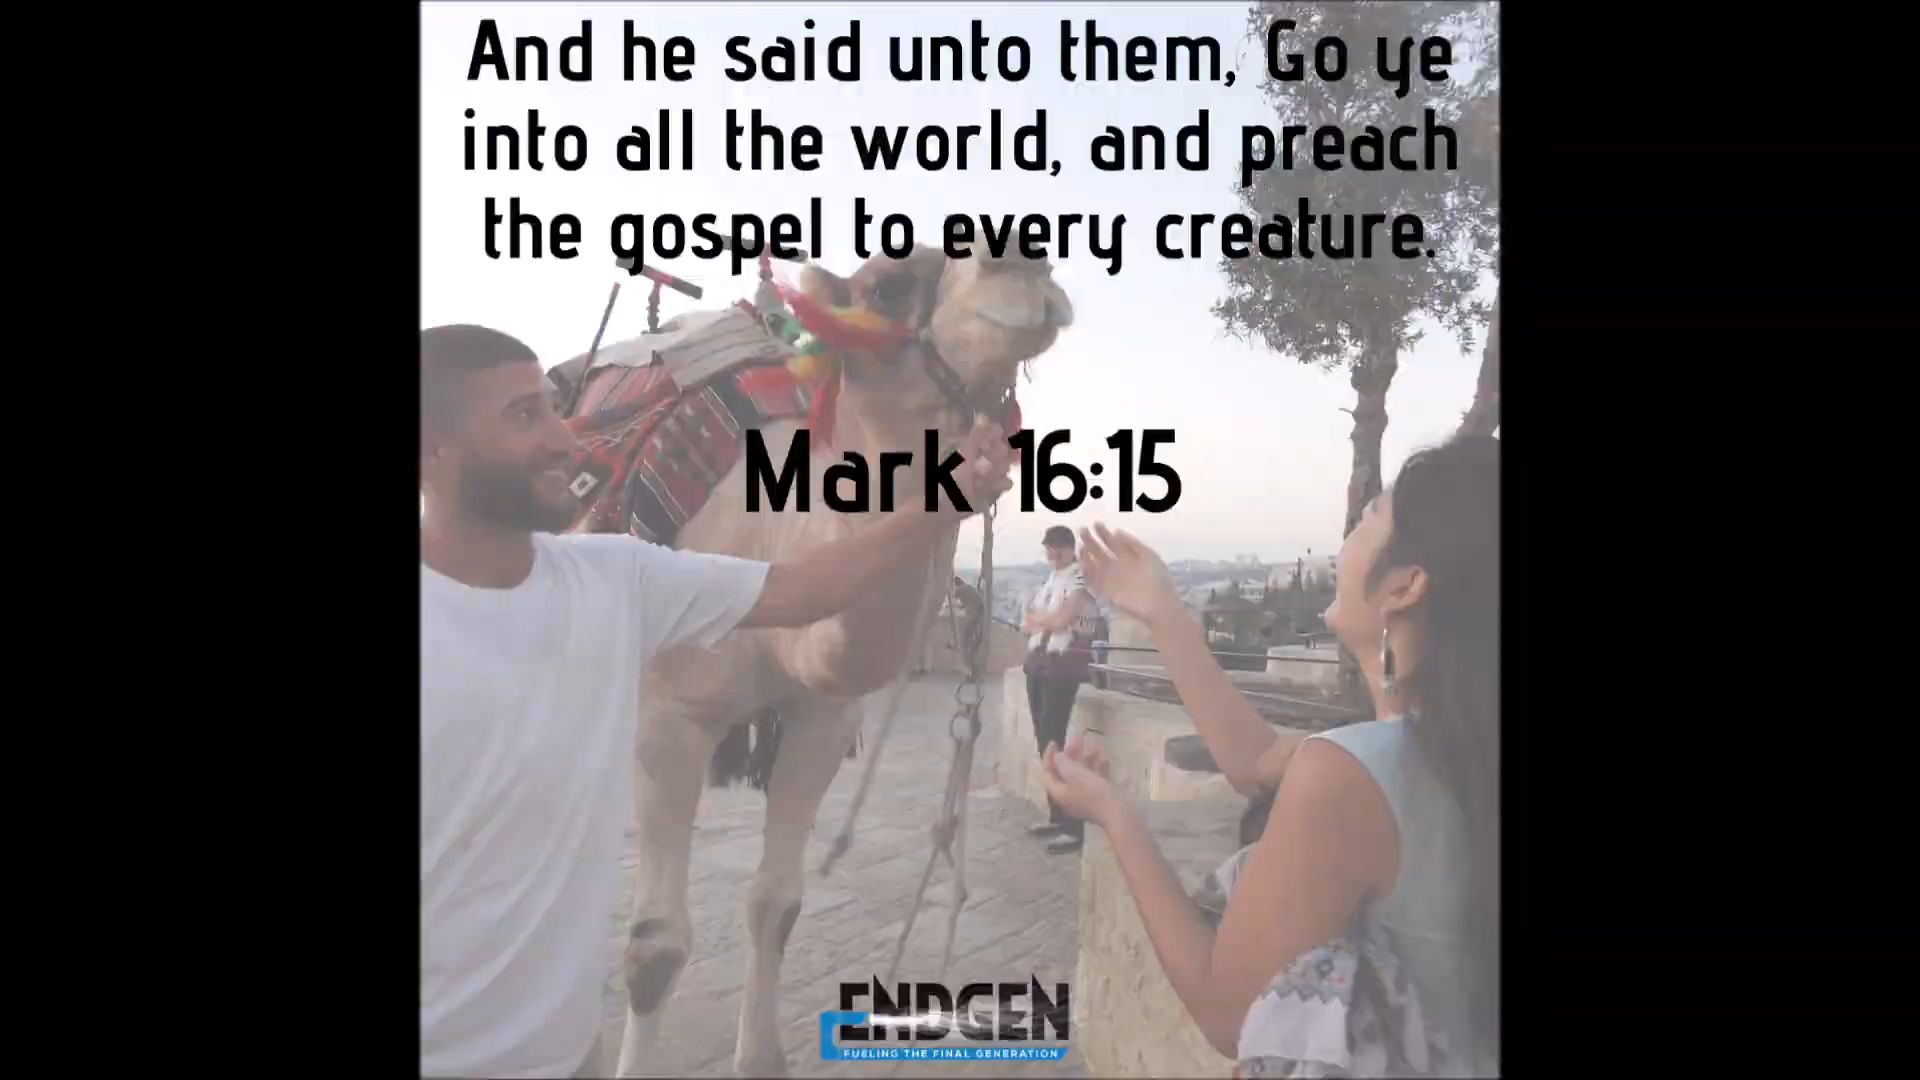 And he said unto them, Go ye
into all the world, and preach
the gospel to every creature.
Mark 16:15
ENDGEN
FUELING THE FINAL GENERATION